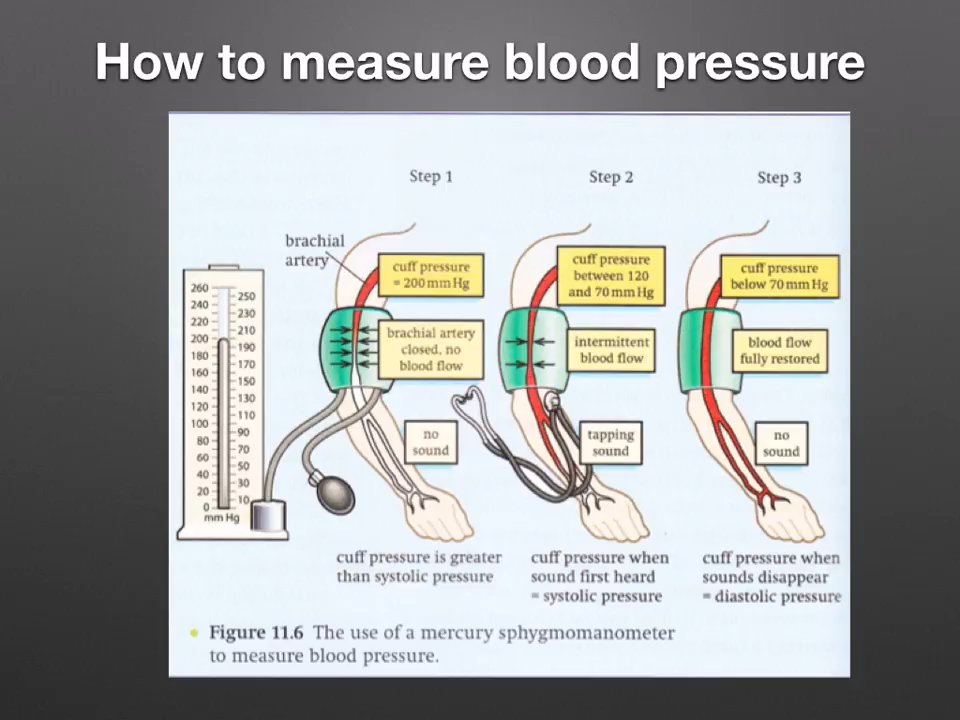 How to measure blood pressure
Step 1
Step 2
Step 3
brachial
artery
cuff pressure
= 200 mm Hg
cuff pressure
between 120
and 70 mm Hg
cuff pressure
below 70 mm Hg
260
240
220
200
180
160
140
120
100
80
60
40
20
0
250
230
210
190
170
150
130
110
90
70
50
30
10
mm Hg
brachial artery
closed, no
blood flow
intermittent
blood flow
blood flow
fully restored
no
sound
tapping
sound
no
sound
cuff pressure is greater
than systolic pressure
cuff pressure when
sound first heard
= systolic pressure
cuff pressure when
sounds disappear
= diastolic pressure
• Figure 11.6 The use of a mercury sphygmomanometer
to measure blood pressure.